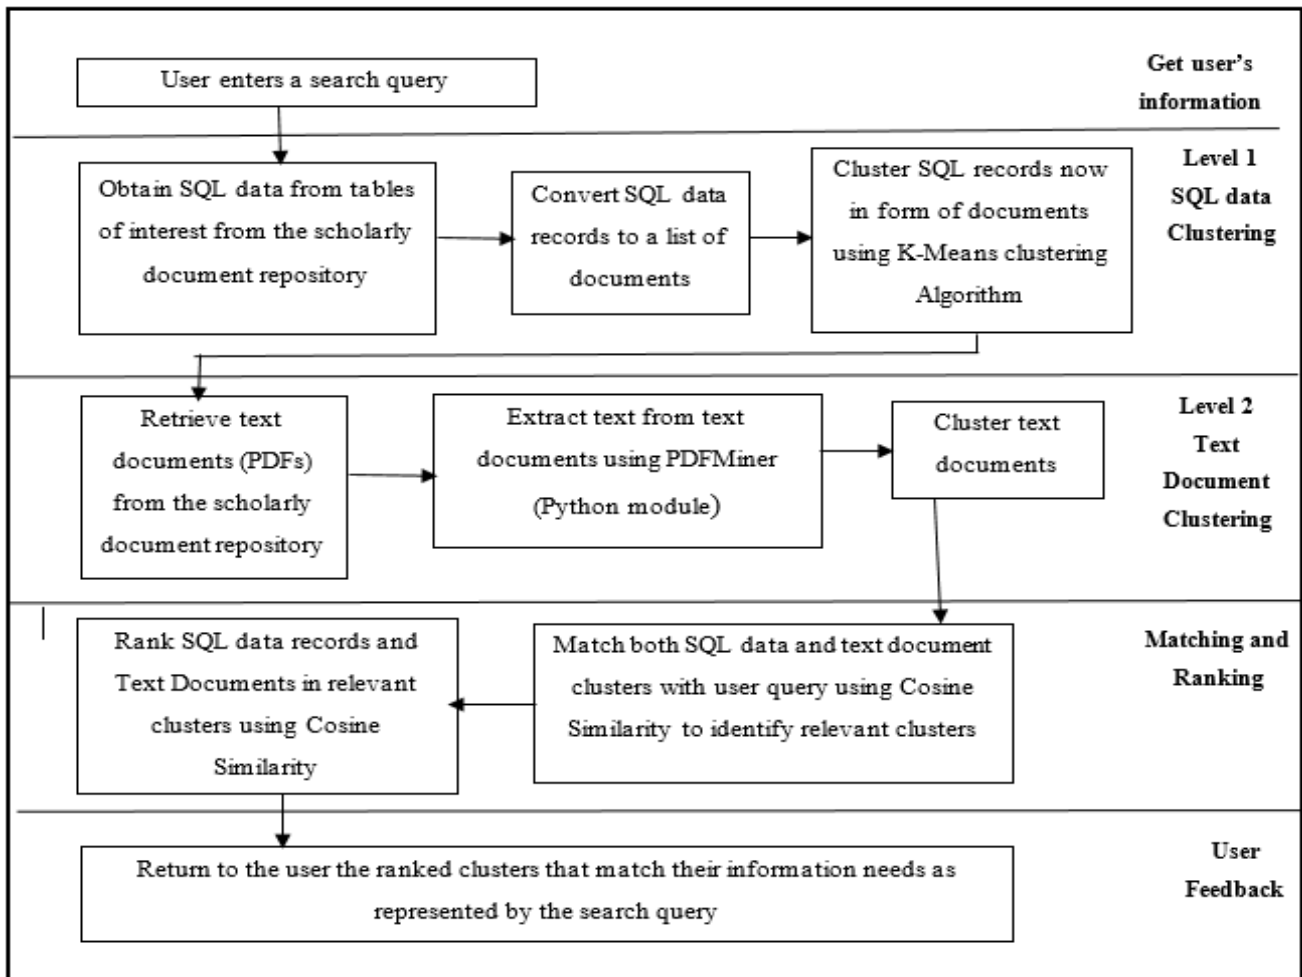 User enters a search query
Get user's
information
Obtain SQL data from tables
of interest from the scholarly
document repository
Convert SQL data
records to a list of
documents
Cluster SQL records now
in form of documents
using K-Means clustering
Algorithm
Level 1
SQL data
Clustering
Retrieve text
documents (PDFs)
from the scholarly
document repository
Extract text from text
documents using PDFMiner
(Python module)
Cluster text
documents
Level 2
Text
Document
Clustering
Rank SQL data records and
Text Documents in relevant
clusters using Cosine
Similarity
Match both SQL data and text document
clusters with user query using Cosine
Similarity to identify relevant clusters
Matching and
Ranking
Return to the user the ranked clusters that match their information needs as
represented by the search query
User
Feedback